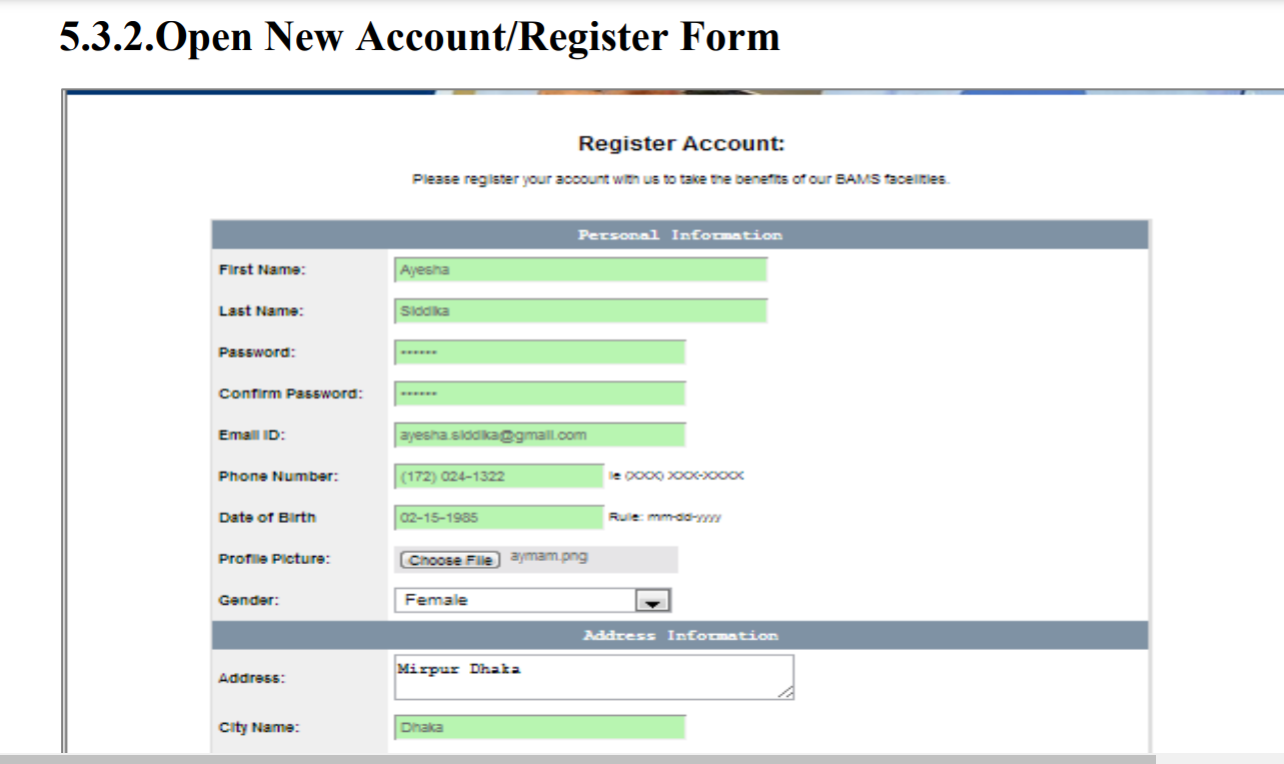 5.3.2.Open New Account/Register Form
Register Account:
Please register your account with us to take the benefits of our BAMS facelities.
Personal Information
First Name: Ayesha
Last Name: Siddika
Password: ••••••
Confirm Password: ••••••
Email ID: ayesha.siddika@gmail.com
Phone Number: (172) 024-1322 ie (XXX) XXX-XXXX
Date of Birth 02-15-1985 Rule: mm-dd-yyyy
Profile Picture: Choose File aymam.png
Gender: Female
Address Information
Address: Mirpur Dhaka
City Name: Dhaka